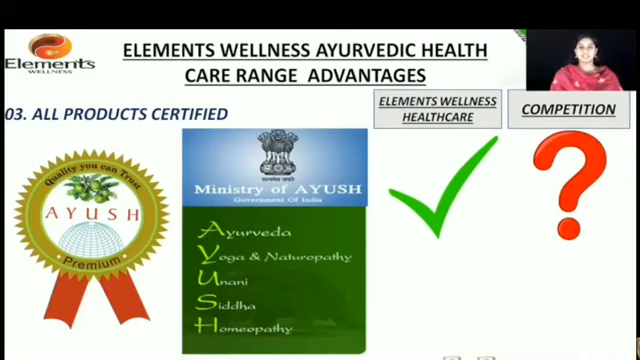 Elements
WELLNESS
ELEMENTS WELLNESS AYURVEDIC HEALTH
CARE RANGE ADVANTAGES
03. ALL PRODUCTS CERTIFIED
ELEMENTS WELLNESS
HEALTHCARE
COMPETITION
Quality you can Trust
AYUSH
Premium
Ministry of AYUSH
Government Of India
Ayurveda
Yoga & Naturopathy
Unani
Siddha
Homeopathy
?